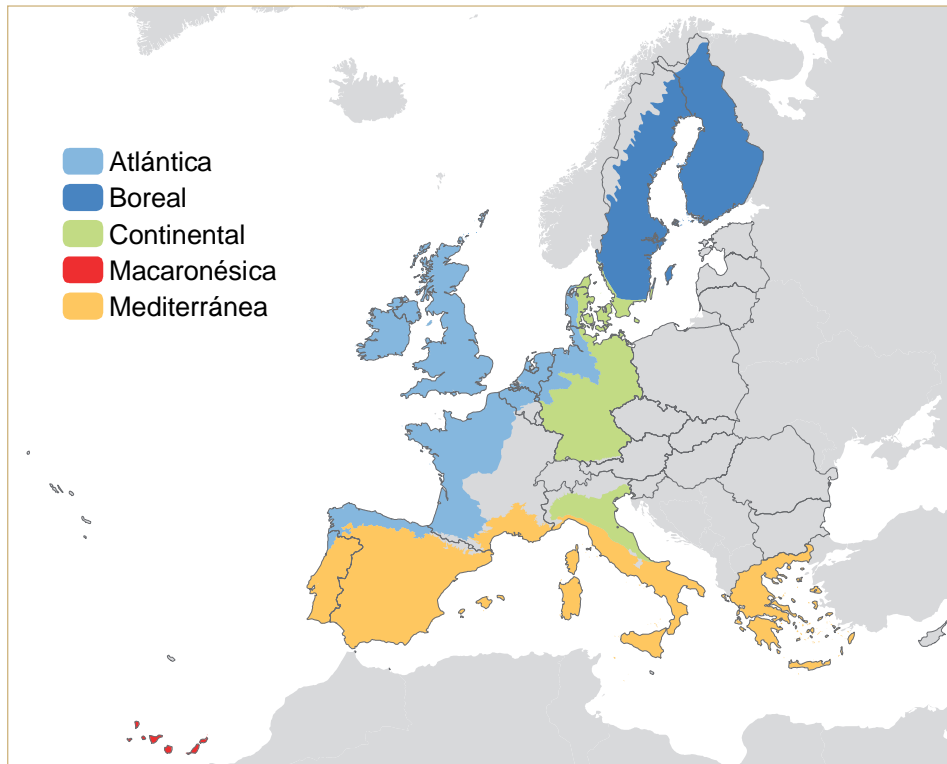 Atlántica
Boreal
Continental
Macaronésica
Mediterránea